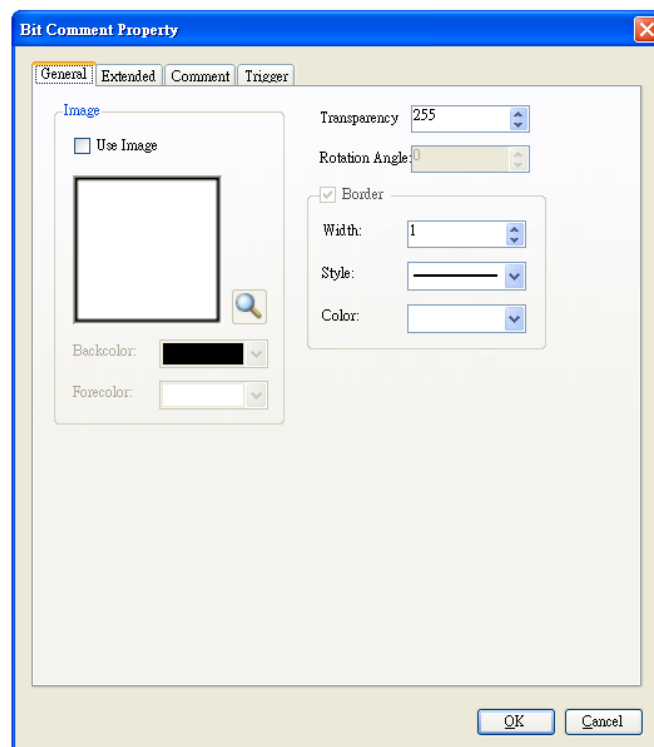 Bit Comment Property
General Extended Comment Trigger
Image
Use Image
Backcolor:
Forecolor:
Transparency 255
Rotation Angle: 0
Border
Width: 1
Style:
Color:
OK Cancel